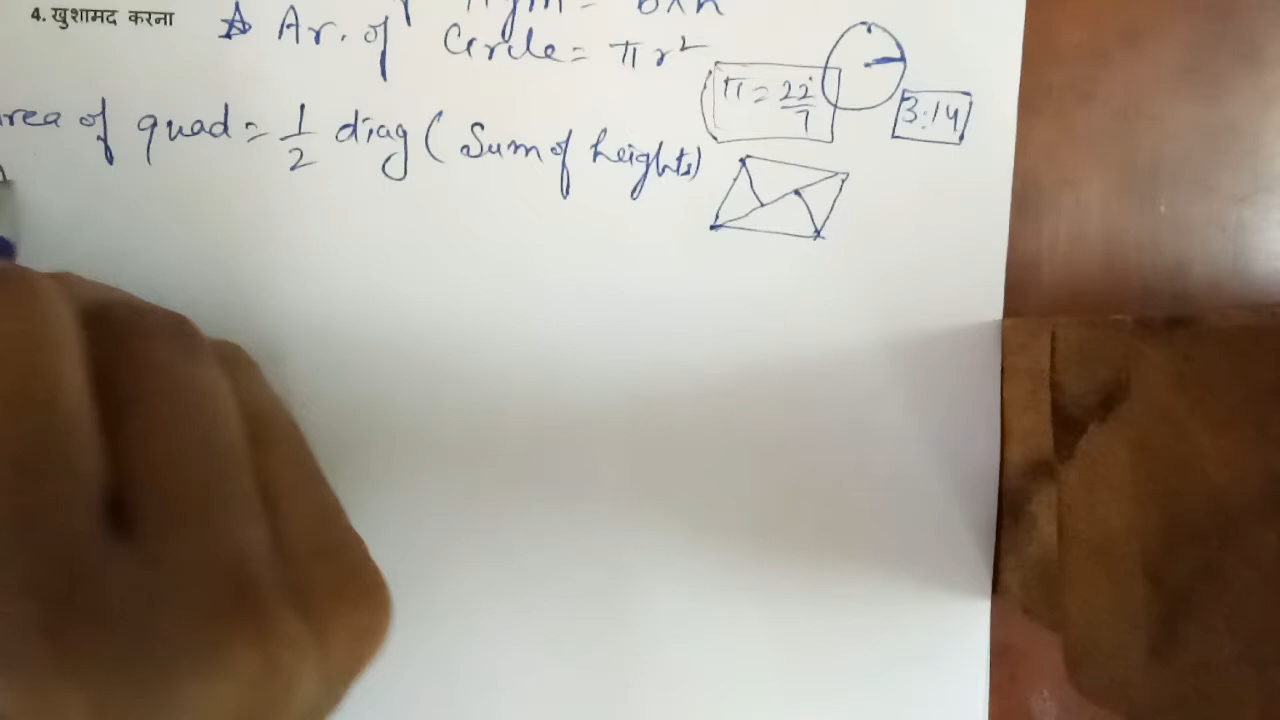 4. खुशामद करना
Ar. of Circle = πr²
π = 22/7
3.14
rea of quad = 1/2 diag (Sum of heights)